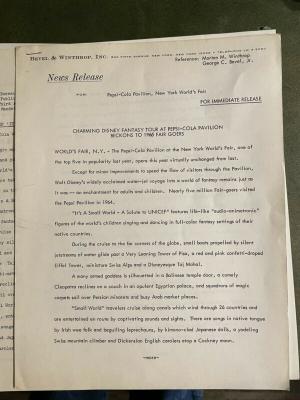 BEVEL & WINTHROP, INC.
Reference: Morton M. Winthrop
George C. Bevel, Jr.
News Release
FOR: Pepsi-Cola Pavilion, New York World's Fair
FOR IMMEDIATE RELEASE
CHARMING DISNEY FANTASY TOUR AT PEPSI-COLA PAVILION
BECKONS TO 1965 FAIR GOERS
WORLD'S FAIR, N.Y. - The Pepsi-Cola Pavilion at the New York World's Fair, one of the
top five in popularity last year, opens this year virtually unchanged from last.
Except for minor improvements to speed the flow of visitors through the Pavilion,
Walt Disney's widely acclaimed water-jet voyage into a world of fantasy remains just as
it was -- an enchantment for adults and children. Nearly five million Fair-goers visited
the Pepsi Pavilion in 1964.
"It's A Small World - A Salute to UNICEF" features life-like "audio-animatronic"
figures of the world's children singing and dancing in full-color fantasy settings of their
native countries.
During the cruise to the far corners of the globe, small boats propelled by silent
jetstreams of water glide past a Very Leaning Tower of Pisa, a red and pink confetti-draped
Eiffel Tower, miniature Swiss Alps and a Disneyesque Taj Mahal.
A many armed goddess is silhouetted in a Balinese temple door, a comely
Cleopatra reclines on a couch in an opulent Egyptian palace, and squadrons of magic
carpets sail over Persian minarets and busy Arab market places.
"Small World" travelers cruise along canals which wind through 26 countries and
are entertained en route by captivating sounds and sights. There are songs in native tongue
by Irish wee folk and beguiling leprechauns, by kimono-clad Japanese dolls, a yodeling
Swiss mountain climber and Dickensian English carolers atop a Cockney moon.
-more-